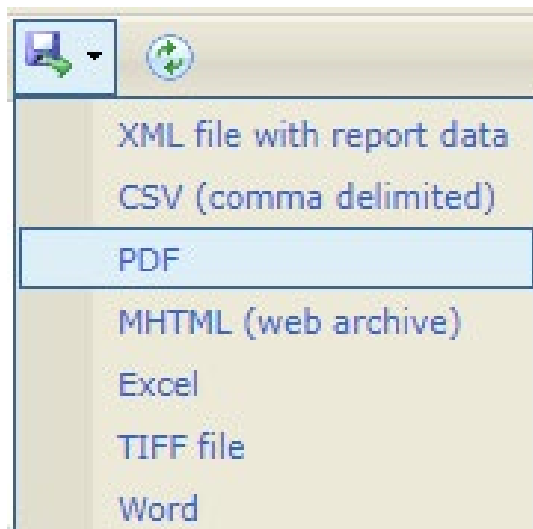 XML file with report data
CSV (comma delimited)
PDF
MHTML (web archive)
Excel
TIFF file
Word